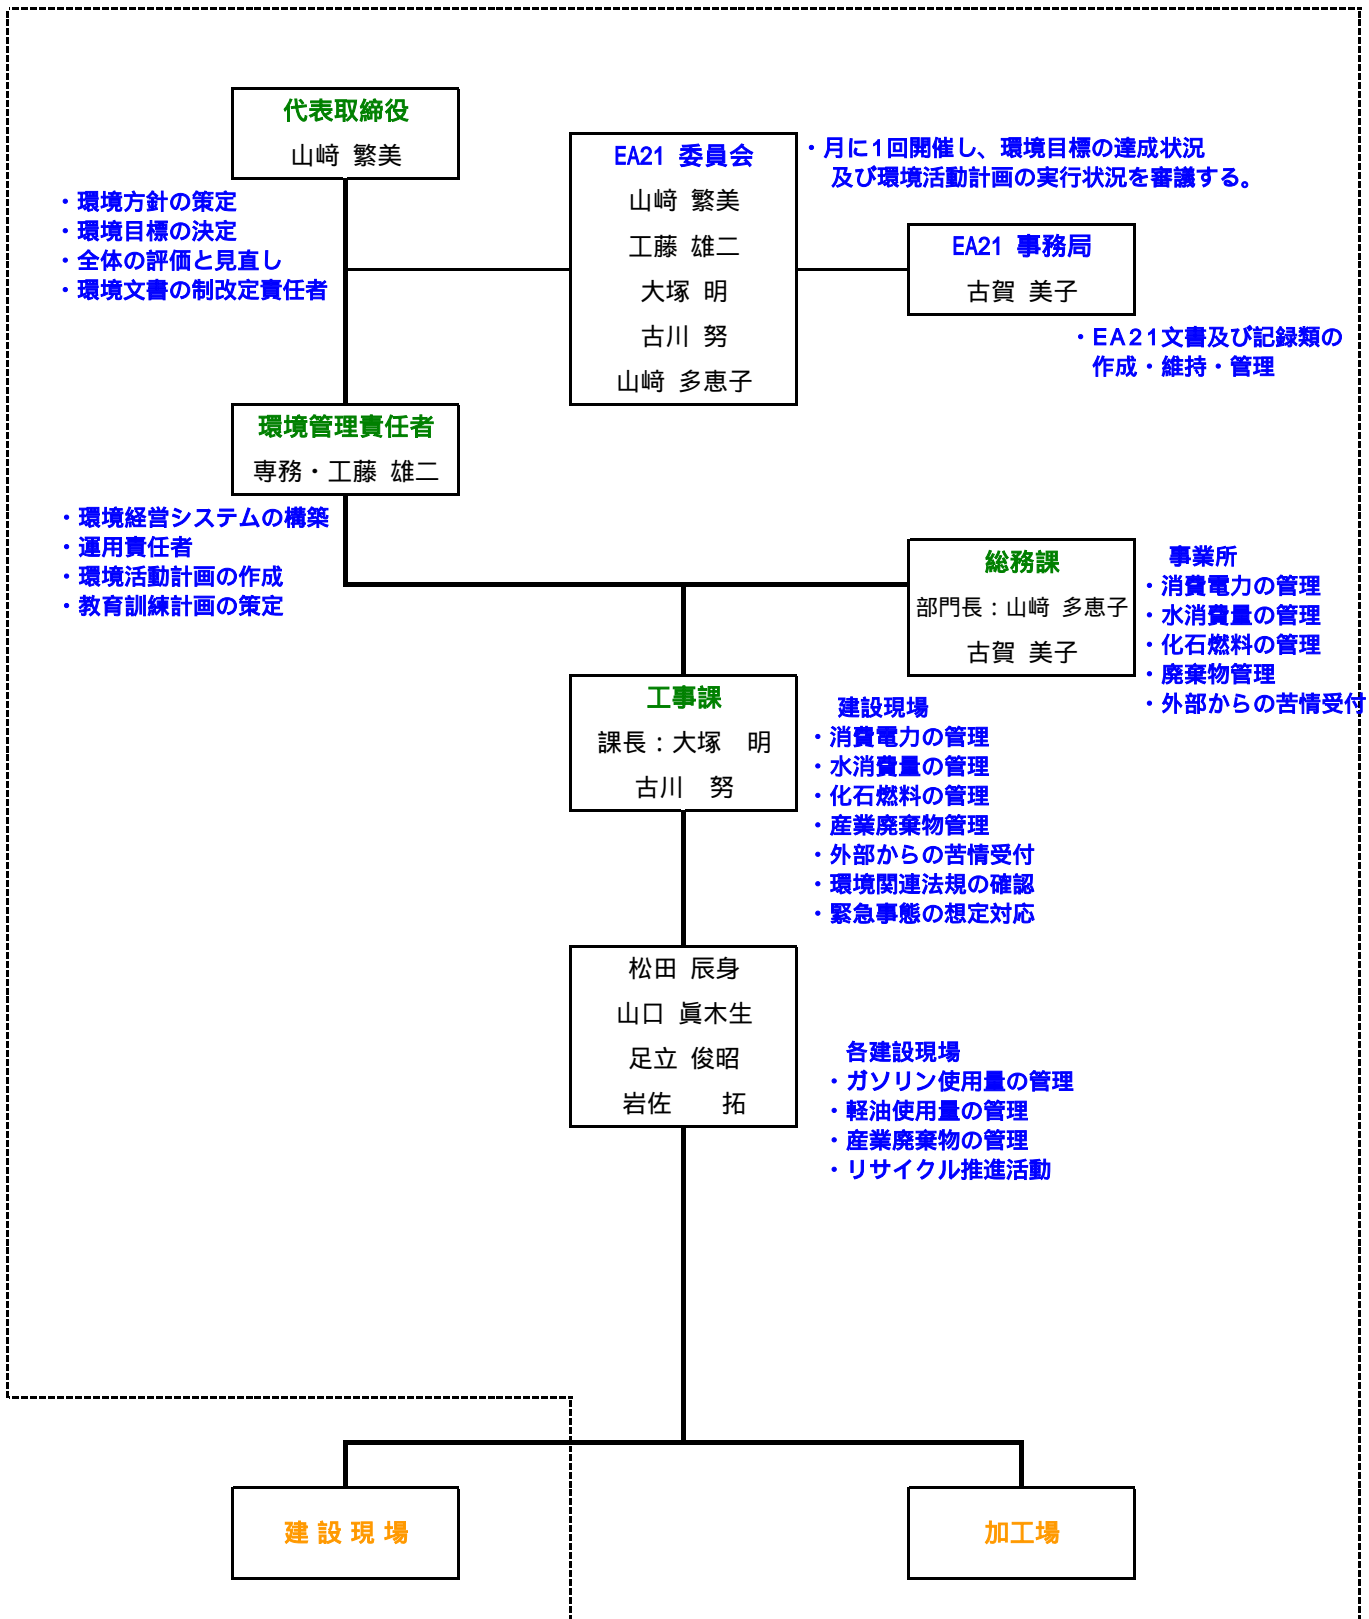 代表取締役
山﨑 繁美
・環境方針の策定
・環境目標の決定
・全体の評価と見直し
・環境文書の制改定責任者
EA21 委員会
山﨑 繁美
工藤 雄二
大塚 明
古川 努
山﨑 多恵子
・月に1回開催し、環境目標の達成状況
及び環境活動計画の実行状況を審議する。
EA21 事務局
古賀 美子
・EA21文書及び記録類の
作成・維持・管理
環境管理責任者
専務・工藤 雄二
・環境経営システムの構築
・運用責任者
・環境活動計画の作成
・教育訓練計画の策定
総務課
部門長：山﨑 多恵子
古賀 美子
事業所
・消費電力の管理
・水消費量の管理
・化石燃料の管理
・廃棄物管理
・外部からの苦情受付
工事課
課長：大塚　明
古川　努
建設現場
・消費電力の管理
・水消費量の管理
・化石燃料の管理
・産業廃棄物管理
・外部からの苦情受付
・環境関連法規の確認
・緊急事態の想定対応
松田 辰身
山口 眞木生
足立 俊昭
岩佐　　拓
各建設現場
・ガソリン使用量の管理
・軽油使用量の管理
・産業廃棄物の管理
・リサイクル推進活動
建 設 現 場
加工場